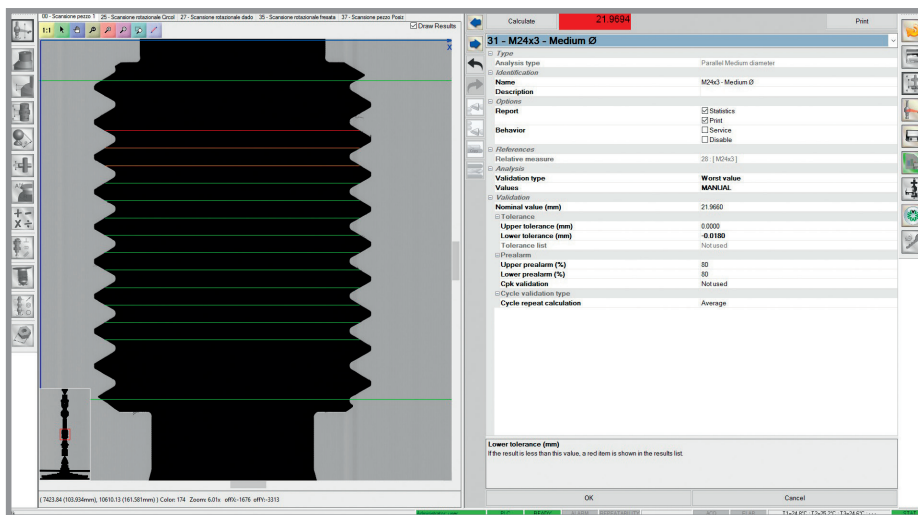 00 - Scansione pezzo 1 25 - Scansione rotazionale Circol 27 - Scansione rotazionale dado 35 - Scansione rotazionale fresata 37 - Scansione pezzo Posiz
1:1
Draw Results
X
( 7423.84 (103.934mm), 10610.13 (161.581mm) ) Color: 174 Zoom: 6.01x offX:-1676 offY:-3313
Calculate 21.9694 Print
31 - M24x3 - Medium Ø
Type
Analysis type Parallel Medium diameter
Identification
Name M24x3 - Medium Ø
Description
Options
Report Statistics
Print
Behavior Service
Disable
References
Relative measure 28 [ M24x3 ]
Analysis
Validation type Worst value
Values MANUAL
Validation
Nominal value (mm) 21.9660
Tolerance
Upper tolerance (mm) 0.0000
Lower tolerance (mm) -0.0180
Tolerance list Not used
Prealarm
Upper prealarm (%) 80
Lower prealarm (%) 80
Cpk validation Not used
Cycle validation type
Cycle repeat calculation Average
Lower tolerance (mm)
If the result is less than this value, a red item is shown in the results list.
OK Cancel